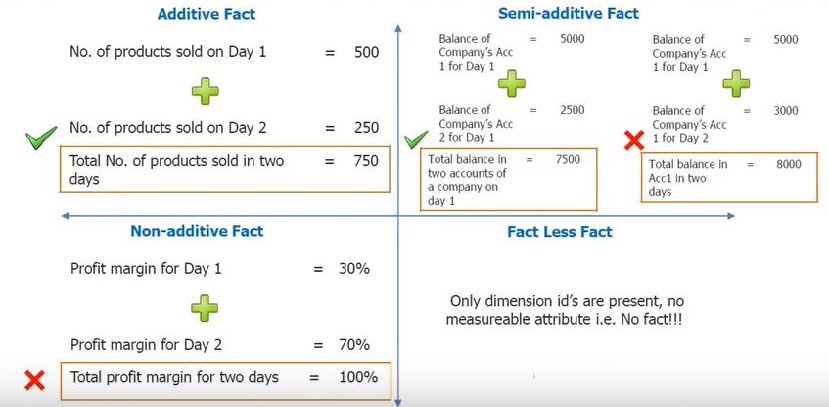 Additive Fact
No. of products sold on Day 1 = 500
No. of products sold on Day 2 = 250
Total No. of products sold in two = 750
days
Semi-additive Fact
Balance of = 5000
Company's Acc
1 for Day 1
Balance of = 2500
Company's Acc
2 for Day 1
Total balance in = 7500
two accounts of
a company on
day 1
Balance of = 5000
Company's Acc
1 for Day 1
Balance of = 3000
Company's Acc
1 for Day 2
Total balance in = 8000
Acc1 in two
days
Non-additive Fact
Profit margin for Day 1 = 30%
Profit margin for Day 2 = 70%
Total profit margin for two days = 100%
Fact Less Fact
Only dimension id's are present, no
measureable attribute i.e. No fact!!!